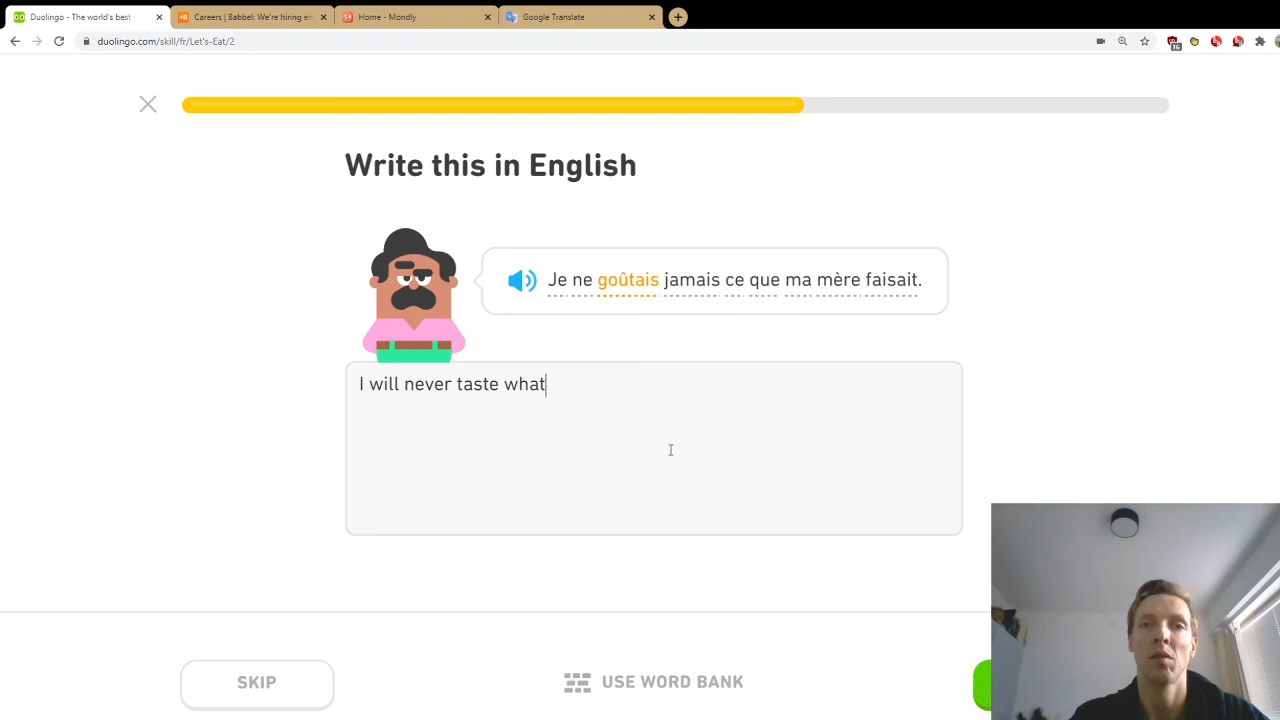 Duolingo - The world's best
Careers | Babbel: We're hiring en
Home - Mondly
Google Translate
duolingo.com/skill/fr/Let's-Eat/2
16
Write this in English
Je ne goûtais jamais ce que ma mère faisait.
I will never taste what
SKIP
USE WORD BANK